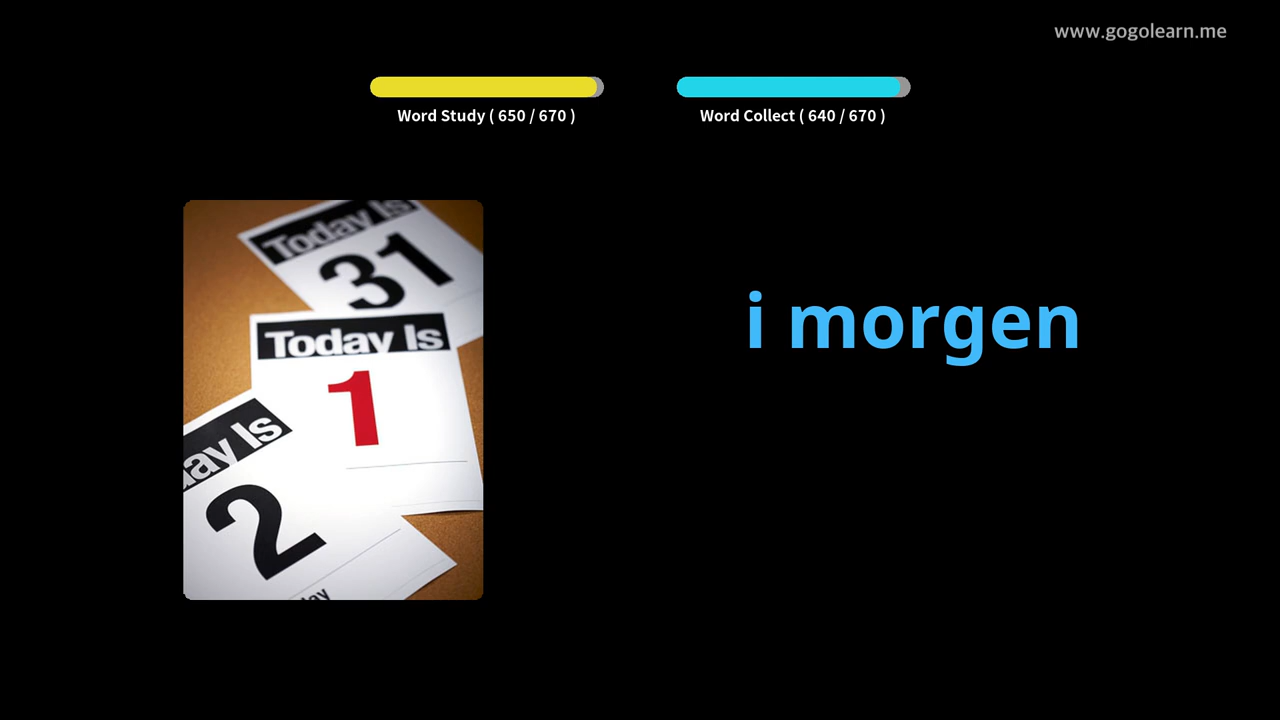 www.gogolearn.me
Word Study ( 650 / 670 )
Word Collect ( 640 / 670 )
Today Is
31
Today Is
1
ay Is
2
ay
i morgen